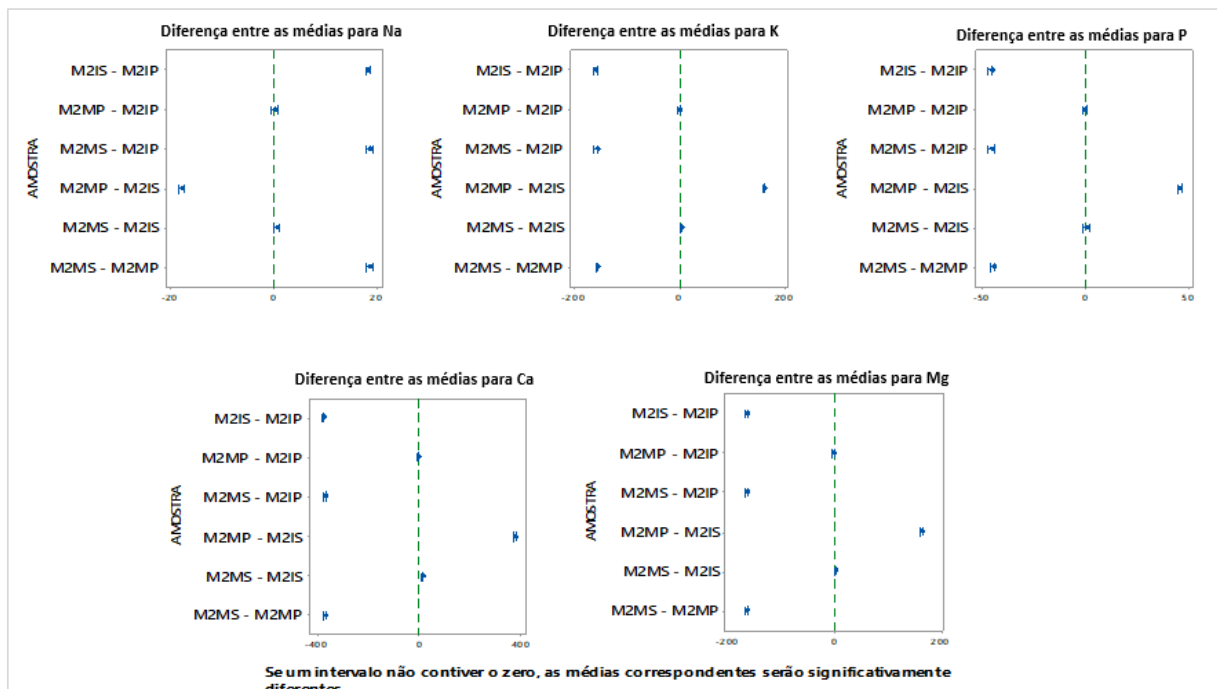 Diferença entre as médias para Na
M2IS - M2IP
M2MP - M2IP
M2MS - M2IP
M2MP - M2IS
M2MS - M2IS
M2MS - M2MP
AMOSTRA
-20 0 20
Diferença entre as médias para K
M2IS - M2IP
M2MP - M2IP
M2MS - M2IP
M2MP - M2IS
M2MS - M2IS
M2MS - M2MP
AMOSTRA
-200 0 200
Diferença entre as médias para P
M2IS - M2IP
M2MP - M2IP
M2MS - M2IP
M2MP - M2IS
M2MS - M2IS
M2MS - M2MP
AMOSTRA
-50 0 50
Diferença entre as médias para Ca
M2IS - M2IP
M2MP - M2IP
M2MS - M2IP
M2MP - M2IS
M2MS - M2IS
M2MS - M2MP
AMOSTRA
-400 0 400
Diferença entre as médias para Mg
M2IS - M2IP
M2MP - M2IP
M2MS - M2IP
M2MP - M2IS
M2MS - M2IS
M2MS - M2MP
AMOSTRA
-200 0 200
Se um intervalo não contiver o zero, as médias correspondentes serão significativamente
diferentes